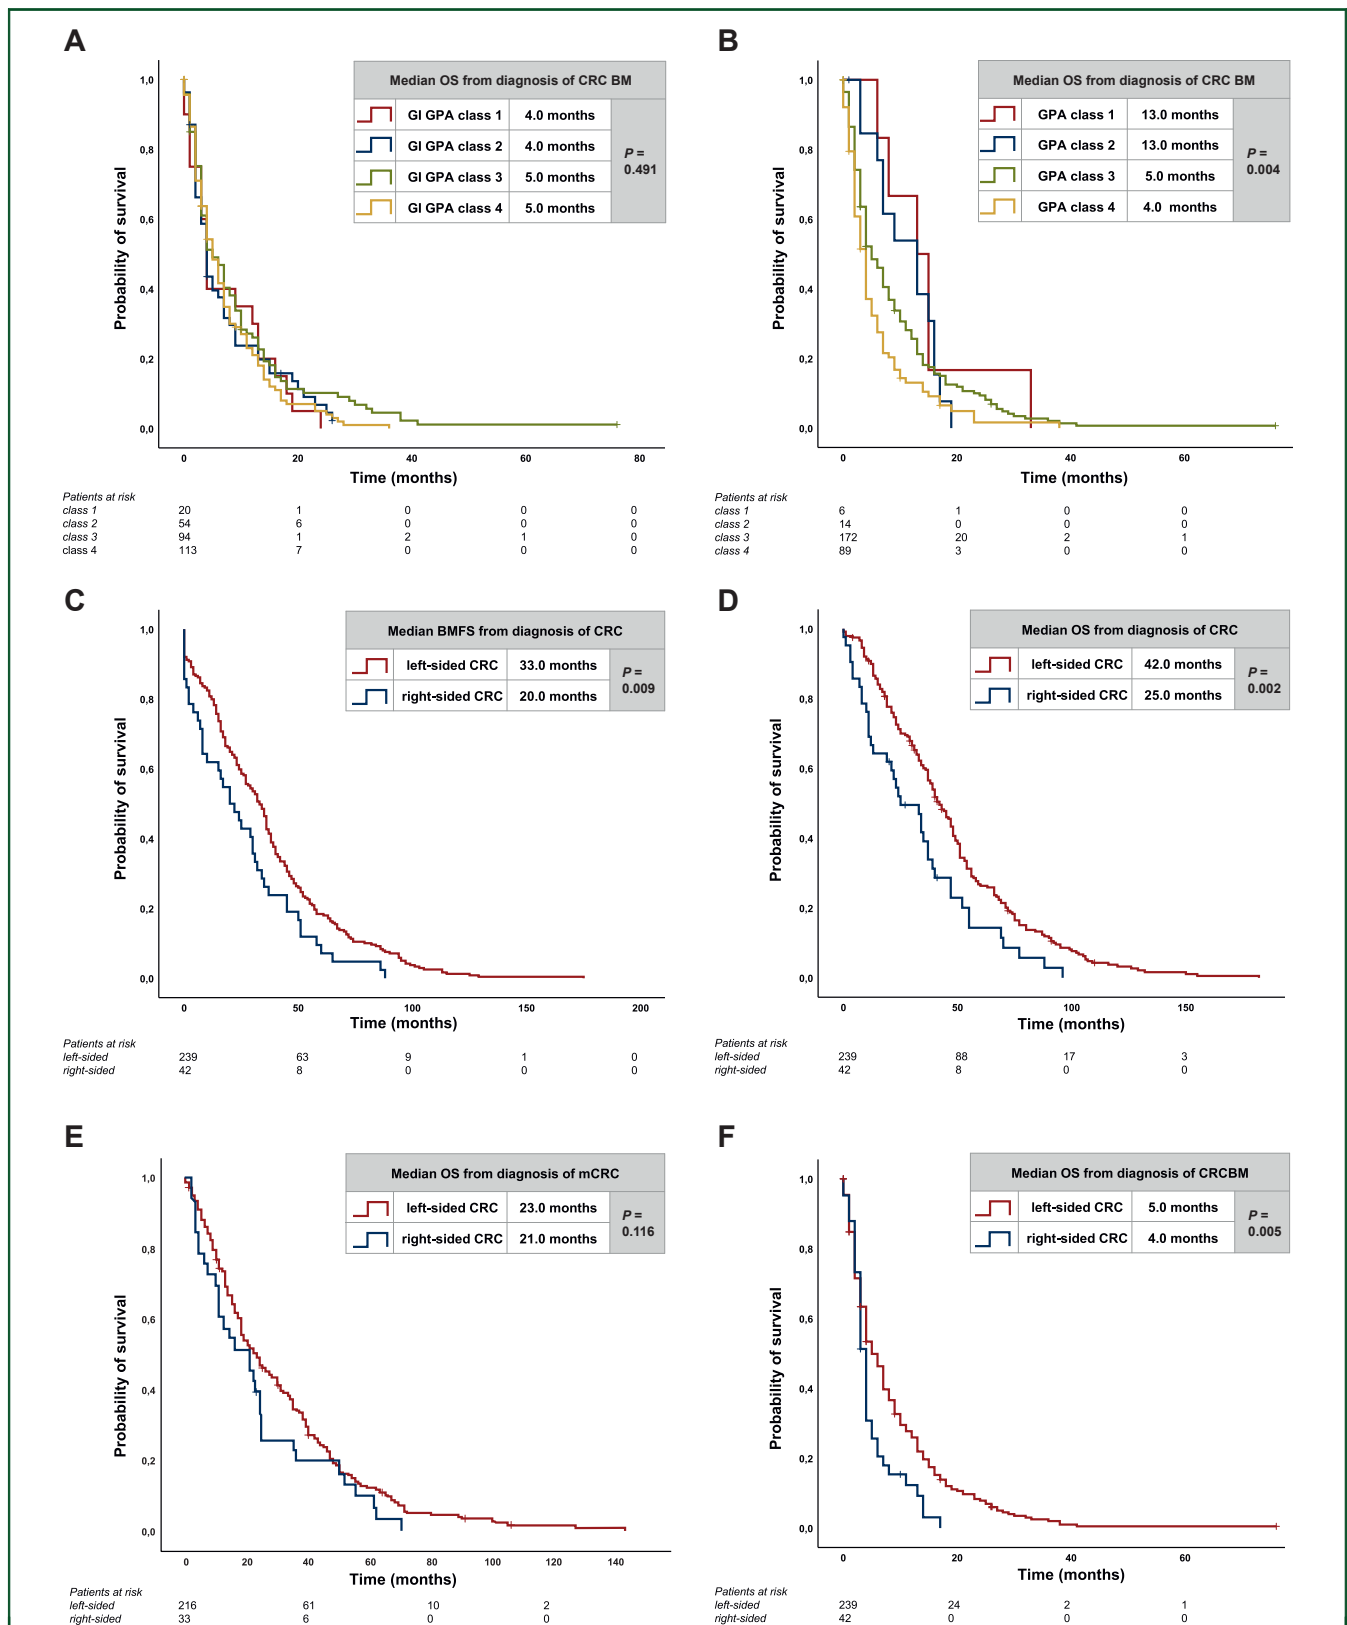 A
Median OS from diagnosis of CRC BM
GI GPA class 1 4.0 months
GI GPA class 2 4.0 months
GI GPA class 3 5.0 months
GI GPA class 4 5.0 months
P =
0.491
Probability of survival
1,0
0,8
0,6
0,4
0,2
0,0
0 20 40 60 80
Time (months)
Patients at risk
class 1 20 1 0 0 0
class 2 54 6 0 0 0
class 3 94 1 2 1 0
class 4 113 7 0 0 0
B
Median OS from diagnosis of CRC BM
GPA class 1 13.0 months
GPA class 2 13.0 months
GPA class 3 5.0 months
GPA class 4 4.0 months
P =
0.004
Probability of survival
1,0
0,8
0,6
0,4
0,2
0,0
0 20 40 60
Time (months)
Patients at risk
class 1 6 1 0 0
class 2 14 0 0 0
class 3 172 20 2 1
class 4 89 3 0 0
C
Median BMFS from diagnosis of CRC
left-sided CRC 33.0 months
right-sided CRC 20.0 months
P =
0.009
Probability of survival
1,0
0,8
0,6
0,4
0,2
0,0
0 50 100 150 200
Time (months)
Patients at risk
left-sided 239 63 9 1 0
right-sided 42 8 0 0 0
D
Median OS from diagnosis of CRC
left-sided CRC 42.0 months
right-sided CRC 25.0 months
P =
0.002
Probability of survival
1,0
0,8
0,6
0,4
0,2
0,0
0 50 100 150
Time (months)
Patients at risk
left-sided 239 88 17 3
right-sided 42 8 0 0
E
Median OS from diagnosis of mCRC
left-sided CRC 23.0 months
right-sided CRC 21.0 months
P =
0.116
Probability of survival
1,0
0,8
0,6
0,4
0,2
0,0
0 20 40 60 80 100 120 140
Time (months)
Patients at risk
left-sided 216 61 10 2
right-sided 33 6 0 0
F
Median OS from diagnosis of CRCBM
left-sided CRC 5.0 months
right-sided CRC 4.0 months
P =
0.005
Probability of survival
1,0
0,8
0,6
0,4
0,2
0,0
0 20 40 60
Time (months)
Patients at risk
left-sided 239 24 2 1
right-sided 42 0 0 0